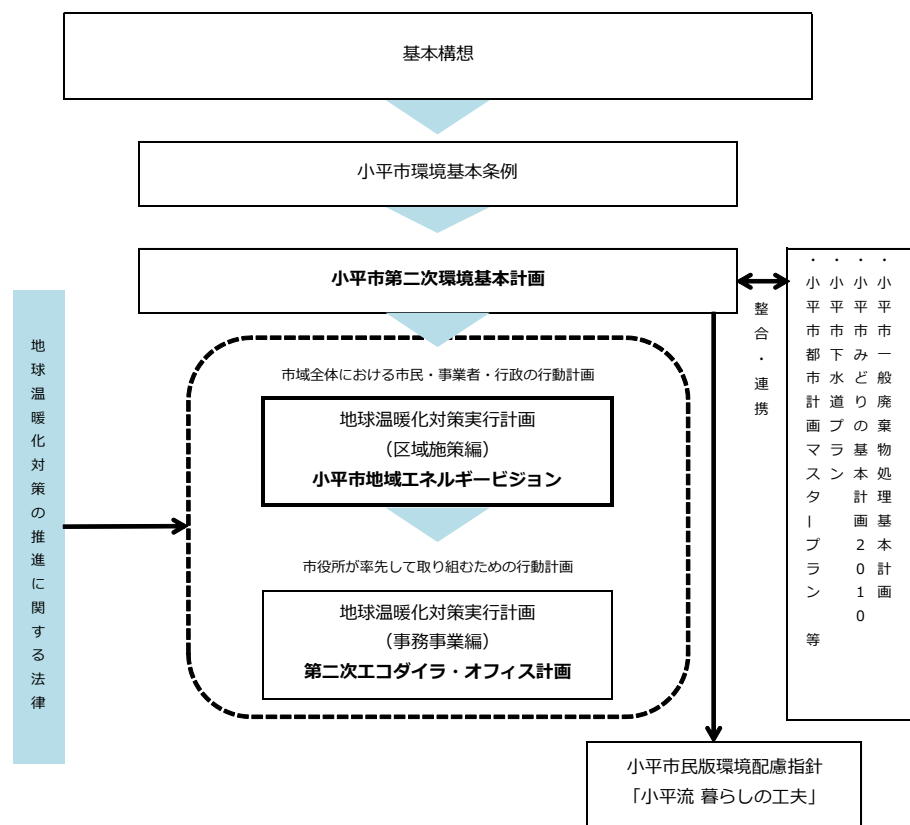 基本構想
小平市環境基本条例
小平市第二次環境基本計画
整合・連携
・小平市一般廃棄物処理基本計画
・小平市みどりの基本計画2010
・小平市下水道プラン
・小平市都市計画マスタープラン 等
地球温暖化対策の推進に関する法律
市域全体における市民・事業者・行政の行動計画
地球温暖化対策実行計画
(区域施策編)
小平市地域エネルギービジョン
市役所が率先して取り組むための行動計画
地球温暖化対策実行計画
(事務事業編)
第二次エコダイラ・オフィス計画
小平市民版環境配慮指針
「小平流 暮らしの工夫」